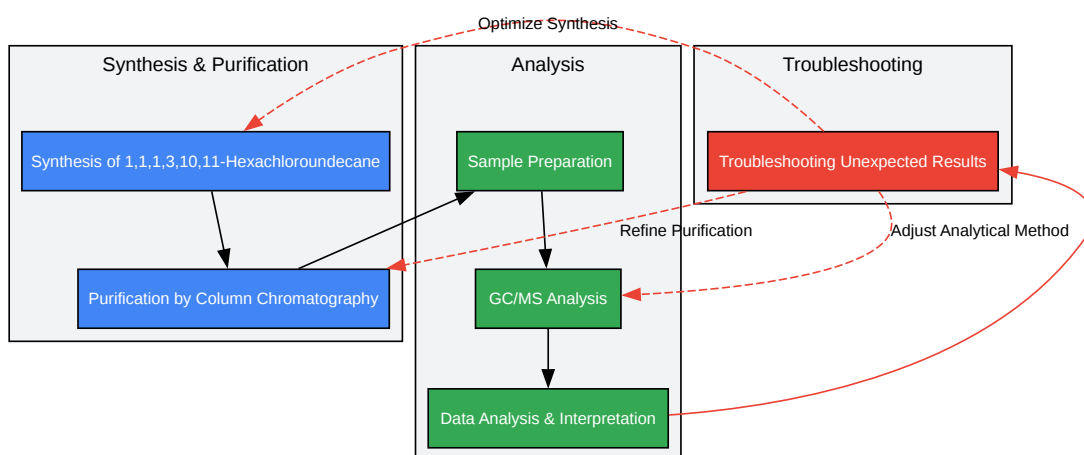 Optimize Synthesis
Synthesis & Purification
Analysis
Troubleshooting
Synthesis of 1,1,1,3,10,11-Hexachloroundecane
Sample Preparation
Troubleshooting Unexpected Results
Refine Purification
Adjust Analytical Method
Purification by Column Chromatography
GC/MS Analysis
Data Analysis & Interpretation